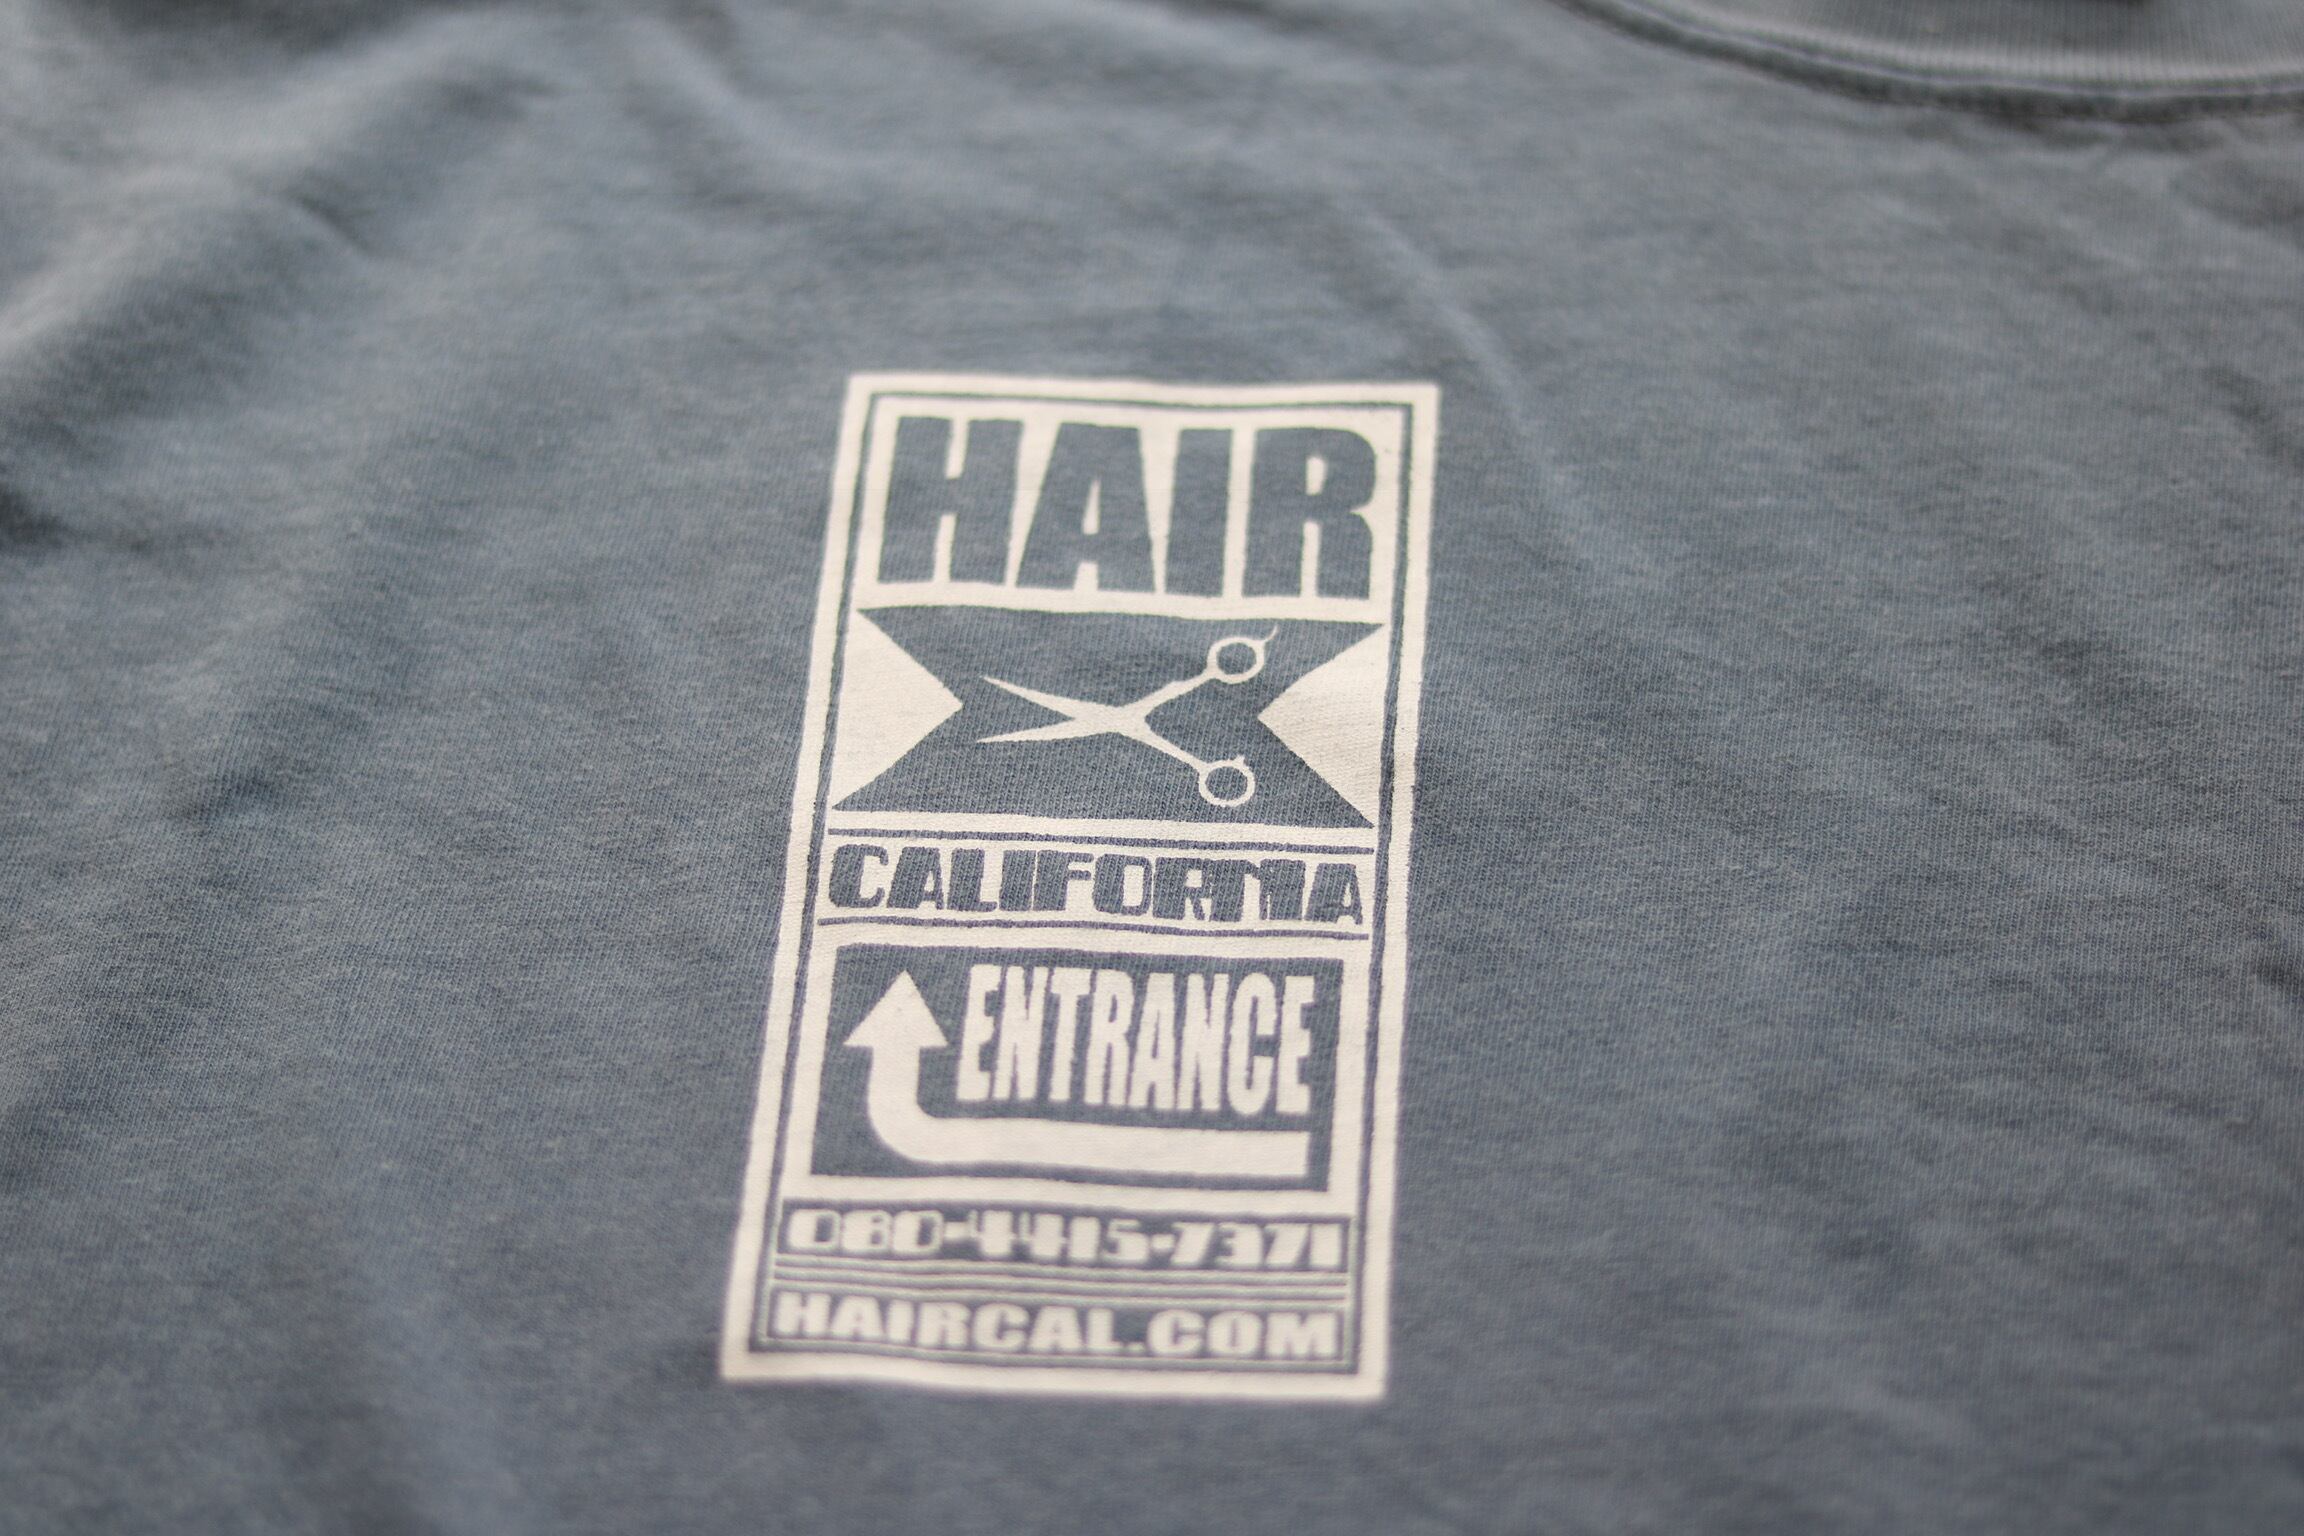 HAIR
CALIFORNIA
ENTRANCE
080-4415-7371
HAIRCAL.COM